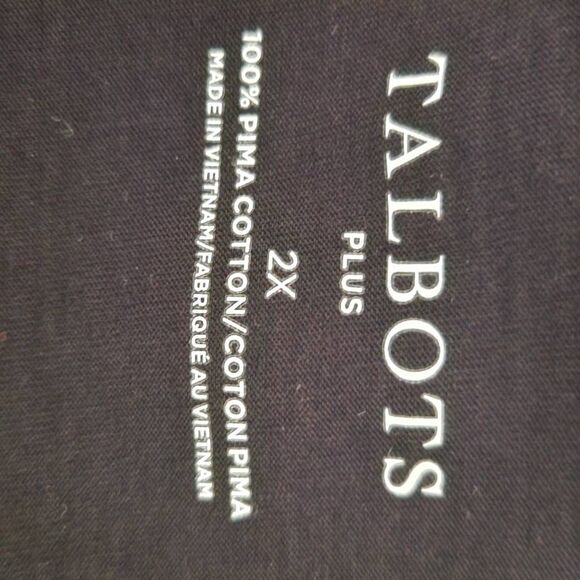 TALBOTS
PLUS
2X
100% PIMA COTTON/COTON PIMA
MADE IN VIETNAM/FABRIQUÉ AU VIETNAM